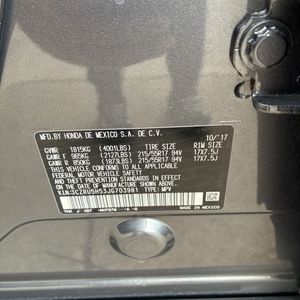 MFD.BY HONDA DE MEXICO S.A. DE C.V. 10/'17
GVWR 1815KG (4001LBS) TIRE SIZE RIM SIZE
GAWR F 965KG (2127LBS) 215/55R17 94V 17X7.5J
GAWR R 850KG (1873LBS) 215/55R17 94V 17X7.5J
THIS VEHICLE CONFORMS TO ALL APPLICABLE
FEDERAL MOTOR VEHICLE SAFETY, BUMPER,
AND THEFT PREVENTION STANDARDS IN EFFECT
ON THE DATE OF MANUFACTURE SHOWN ABOVE.
V.I.N:3CZRU5H53JG703981 TYPE:MPV
MADE IN MEXICO